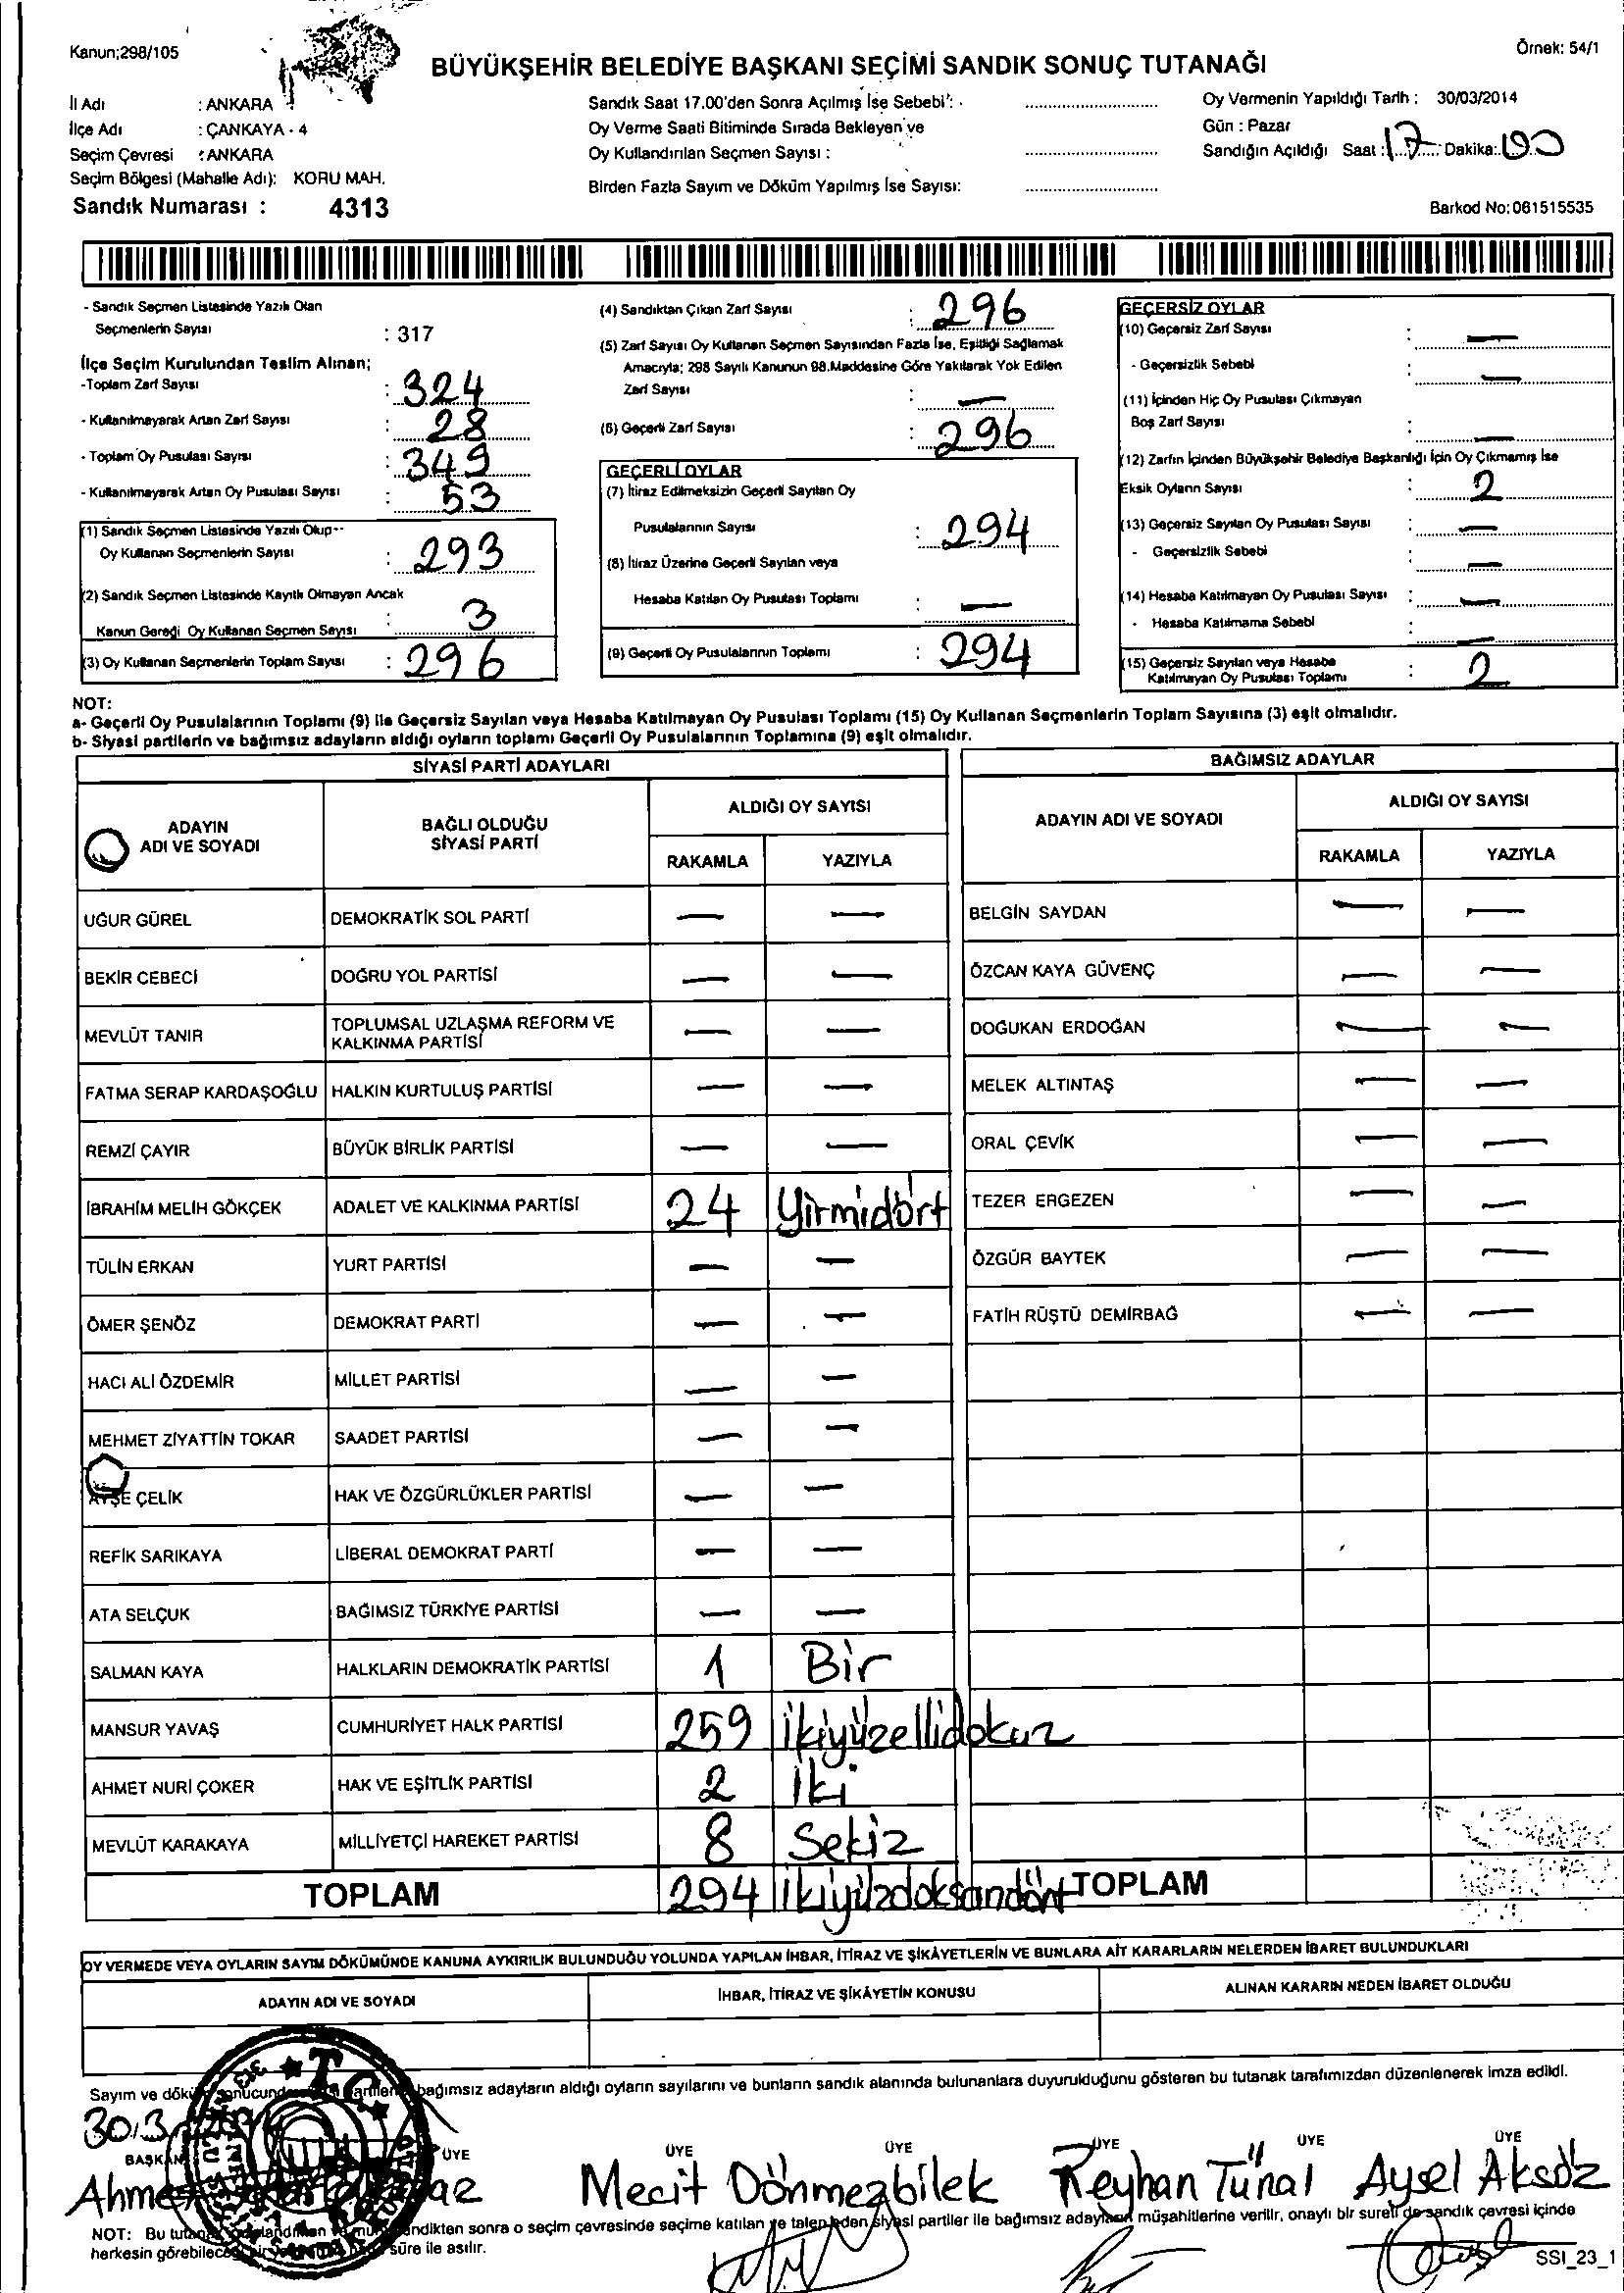 Kanun;298/105
Örnek: 54/1
BÜYÜKŞEHİR BELEDİYE BAŞKANI SEÇİMİ SANDIK SONUÇ TUTANAĞI
İl Adı : ANKARA
İlçe Adı : ÇANKAYA - 4
Seçim Çevresi : ANKARA
Seçim Bölgesi (Mahalle Adı): KORU MAH.
Sandık Numarası : 4313
Sandık Saat 17.00'den Sonra Açılmış İse Sebebi :
Oy Verme Saati Bitiminde Sırada Bekleyen ve
Oy Kullandırılan Seçmen Sayısı :
Birden Fazla Sayım ve Döküm Yapılmış İse Sayısı:
Oy Vermenin Yapıldığı Tarih : 30/03/2014
Gün : Pazar
Sandığın Açıldığı Saat : 17 Dakika: 00
Barkod No: 061515535
- Sandık Seçmen Listesinde Yazılı Olan
Seçmenlerin Sayısı : 317
İlçe Seçim Kurulundan Teslim Alınan;
-Toplam Zarf Sayısı : 324
- Kullanılmayarak Artan Zarf Sayısı : 28
- Toplam Oy Pusulası Sayısı : 349
- Kullanılmayarak Artan Oy Pusulası Sayısı : 53
(1) Sandık Seçmen Listesinde Yazılı Olup
Oy Kullanan Seçmenlerin Sayısı : 293
(2) Sandık Seçmen Listesinde Kayıtlı Olmayan Ancak
Kanun Gereği Oy Kullanan Seçmen Sayısı : 3
(3) Oy Kullanan Seçmenlerin Toplam Sayısı : 296
(4) Sandıktan Çıkan Zarf Sayısı : 296
(5) Zarf Sayısı Oy Kullanan Seçmen Sayısından Fazla İse, Eşitliği Sağlamak
Amacıyla; 298 Sayılı Kanunun 98.Maddesine Göre Yakılarak Yok Edilen
Zarf Sayısı : —
(6) Geçerli Zarf Sayısı : 296
GEÇERLİ OYLAR
(7) İtiraz Edilmeksizin Geçerli Sayılan Oy
Pusulalarının Sayısı : 294
(8) İtiraz Üzerine Geçerli Sayılan veya
Hesaba Katılan Oy Pusulası Toplamı : —
(9) Geçerli Oy Pusulalarının Toplamı : 294
GEÇERSİZ OYLAR
(10) Geçersiz Zarf Sayısı : —
- Geçersizlik Sebebi : —
(11) İçinden Hiç Oy Pusulası Çıkmayan
Boş Zarf Sayısı : —
(12) Zarfın İçinden Büyükşehir Belediye Başkanlığı İçin Oy Çıkmamış İse
Eksik Oyların Sayısı : 2
(13) Geçersiz Sayılan Oy Pusulası Sayısı : —
- Geçersizlik Sebebi : —
(14) Hesaba Katılmayan Oy Pusulası Sayısı : —
- Hesaba Katılmama Sebebi : —
(15) Geçersiz Sayılan veya Hesaba
Katılmayan Oy Pusulası Toplamı : 2
NOT:
a- Geçerli Oy Pusulalarının Toplamı (9) ile Geçersiz Sayılan veya Hesaba Katılmayan Oy Pusulası Toplamı (15) Oy Kullanan Seçmenlerin Toplam Sayısına (3) eşit olmalıdır.
b- Siyasi partilerin ve bağımsız adayların aldığı oyların toplamı Geçerli Oy Pusulalarının Toplamına (9) eşit olmalıdır.
SİYASİ PARTİ ADAYLARI
ADAYIN ADI VE SOYADI BAĞLI OLDUĞU SİYASİ PARTİ ALDIĞI OY SAYISI
RAKAMLA YAZIYLA
UĞUR GÜREL DEMOKRATİK SOL PARTİ — —
BEKİR CEBECİ DOĞRU YOL PARTİSİ — —
MEVLÜT TANIR TOPLUMSAL UZLAŞMA REFORM VE KALKINMA PARTİSİ — —
FATMA SERAP KARDAŞOĞLU HALKIN KURTULUŞ PARTİSİ — —
REMZİ ÇAYIR BÜYÜK BİRLİK PARTİSİ — —
İBRAHİM MELİH GÖKÇEK ADALET VE KALKINMA PARTİSİ 24 Yirmidört
TÜLİN ERKAN YURT PARTİSİ — —
ÖMER ŞENÖZ DEMOKRAT PARTİ — —
HACI ALİ ÖZDEMİR MİLLET PARTİSİ — —
MEHMET ZİYATTİN TOKAR SAADET PARTİSİ — —
AYŞE ÇELİK HAK VE ÖZGÜRLÜKLER PARTİSİ — —
REFİK SARIKAYA LİBERAL DEMOKRAT PARTİ — —
ATA SELÇUK BAĞIMSIZ TÜRKİYE PARTİSİ — —
SALMAN KAYA HALKLARIN DEMOKRATİK PARTİSİ 1 Bir
MANSUR YAVAŞ CUMHURİYET HALK PARTİSİ 259 ikiyüzellidokuz
AHMET NURİ ÇOKER HAK VE EŞİTLİK PARTİSİ 2 iki
MEVLÜT KARAKAYA MİLLİYETÇİ HAREKET PARTİSİ 8 Sekiz
TOPLAM 294 ikiyüzdoksandört
BAĞIMSIZ ADAYLAR
ADAYIN ADI VE SOYADI ALDIĞI OY SAYISI
RAKAMLA YAZIYLA
BELGİN SAYDAN — —
ÖZCAN KAYA GÜVENÇ — —
DOĞUKAN ERDOĞAN — —
MELEK ALTINTAŞ — —
ORAL ÇEVİK — —
TEZER ERGEZEN — —
ÖZGÜR BAYTEK — —
FATİH RÜŞTÜ DEMİRBAĞ — —
TOPLAM
OY VERMEDE VEYA OYLARIN SAYIM DÖKÜMÜNDE KANUNA AYKIRILIK BULUNDUĞU YOLUNDA YAPILAN İHBAR, İTİRAZ VE ŞİKÂYETLERİN VE BUNLARA AİT KARARLARIN NELERDEN İBARET BULUNDUKLARI
ADAYIN ADI VE SOYADI İHBAR, İTİRAZ VE ŞİKÂYETİN KONUSU ALINAN KARARIN NEDEN İBARET OLDUĞU
Sayım ve döküm bağımsız adayların aldığı oyların sayılarını ve bunların sandık alanında bulunanlara duyurulduğunu gösteren bu tutanak tarafımızdan düzenlenerek imza edildi.
30.3
BAŞKAN ÜYE ÜYE ÜYE ÜYE ÜYE ÜYE
Mecit Dönmezbilek Reyhan Tünal Aysel Aksöz
NOT: Bu sonra o seçim çevresinde seçime katılan ve talep eden siyasi partiler ile bağımsız adayların müşahitlerine verilir, onaylı bir sureti de sandık çevresi içinde
herkesin görebileceği süre ile asılır.
SSI_23_1